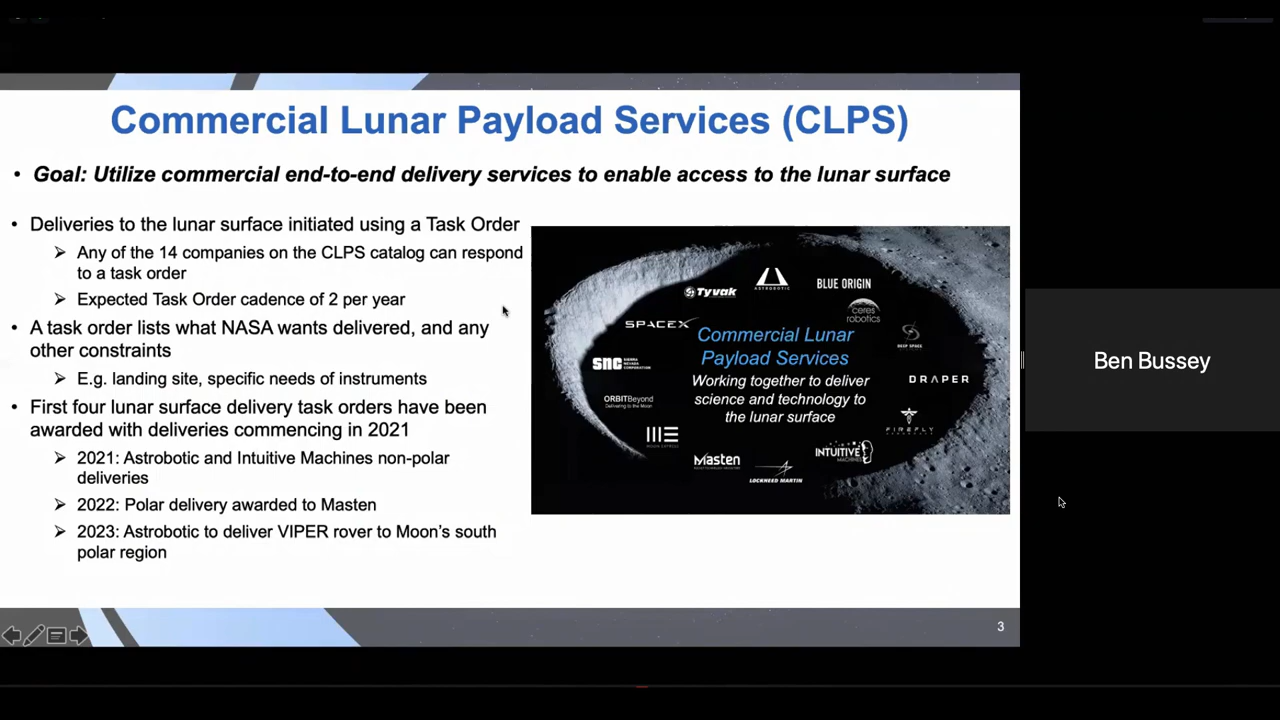 Commercial Lunar Payload Services (CLPS)
• Goal: Utilize commercial end-to-end delivery services to enable access to the lunar surface
• Deliveries to the lunar surface initiated using a Task Order
➢ Any of the 14 companies on the CLPS catalog can respond
to a task order
➢ Expected Task Order cadence of 2 per year
• A task order lists what NASA wants delivered, and any
other constraints
➢ E.g. landing site, specific needs of instruments
• First four lunar surface delivery task orders have been
awarded with deliveries commencing in 2021
➢ 2021: Astrobotic and Intuitive Machines non-polar
deliveries
➢ 2022: Polar delivery awarded to Masten
➢ 2023: Astrobotic to deliver VIPER rover to Moon's south
polar region
Tyvak
ASTROBOTIC
BLUE ORIGIN
ceres
robotics
SPACEX
DEEP SPACE
snc SIERRA
NEVADA
CORPORATION
DRAPER
ORBITBeyond
Delivering to the Moon
FIREFLY
AEROSPACE
MOON EXPRESS
Masten
INTUITIVE
MACHINES
LOCKHEED MARTIN
Commercial Lunar
Payload Services
Working together to deliver
science and technology to
the lunar surface
3
Ben Bussey